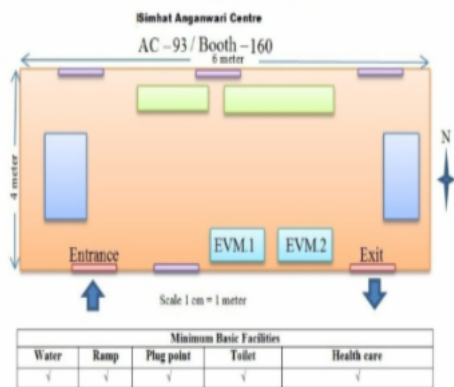 ISimhat Anganwari Centre
AC – 93 / Booth – 160
6 meter
4 meter
N
EVM.1 EVM.2
Entrance Exit
Scale 1 cm = 1 meter
Minimum Basic Facilities
Water Ramp Plug point Toilet Health care
√ √ √ √ √